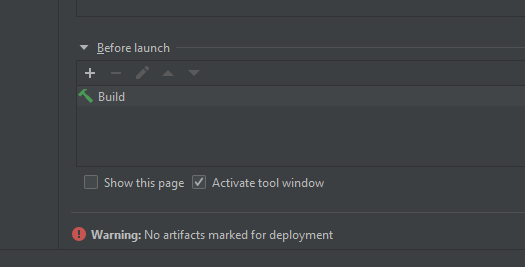 Before launch
Build
Show this page Activate tool window
Warning: No artifacts marked for deployment